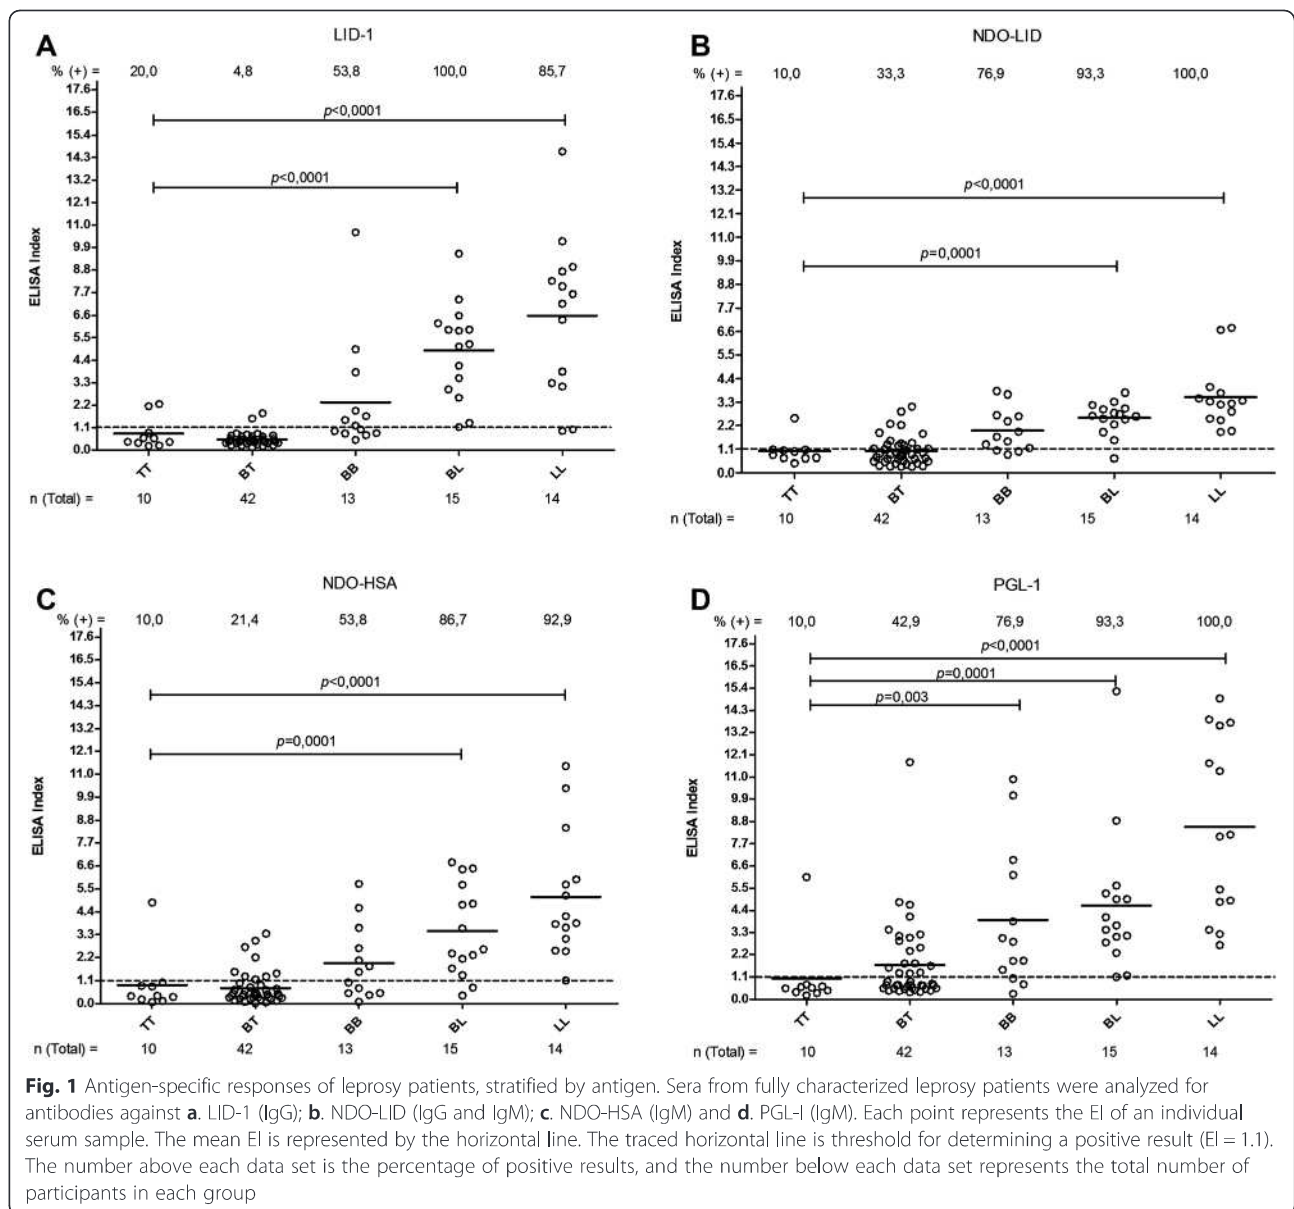 A
LID-1
% (+) = 20,0 4,8 53,8 100,0 85,7
17.6
16.5
15.4
14.3
13.2
12.1
11.0
9.9
8.8
7.7
6.6
5.5
4.4
3.3
2.2
1.1
0.0
ELISA Index
p<0,0001
p<0,0001
TT BT BB BL LL
n (Total) = 10 42 13 15 14
B
NDO-LID
% (+) = 10,0 33,3 76,9 93,3 100,0
17.6
16.5
15.4
14.3
13.2
12.1
11.0
9.9
8.8
7.7
6.6
5.5
4.4
3.3
2.2
1.1
0.0
ELISA Index
p<0,0001
p=0,0001
TT BT BB BL LL
n (Total) = 10 42 13 15 14
C
NDO-HSA
% (+) = 10,0 21,4 53,8 86,7 92,9
17.6
16.5
15.4
14.3
13.2
12.1
11.0
9.9
8.8
7.7
6.6
5.5
4.4
3.3
2.2
1.1
0.0
ELISA Index
p<0,0001
p=0,0001
TT BT BB BL LL
n (Total) = 10 42 13 15 14
D
PGL-1
% (+) = 10,0 42,9 76,9 93,3 100,0
17.6
16.5
15.4
14.3
13.2
12.1
11.0
9.9
8.8
7.7
6.6
5.5
4.4
3.3
2.2
1.1
0.0
ELISA Index
p<0,0001
p=0,0001
p=0,003
TT BT BB BL LL
n (Total) = 10 42 13 15 14
Fig. 1 Antigen-specific responses of leprosy patients, stratified by antigen. Sera from fully characterized leprosy patients were analyzed for
antibodies against a. LID-1 (IgG); b. NDO-LID (IgG and IgM); c. NDO-HSA (IgM) and d. PGL-I (IgM). Each point represents the EI of an individual
serum sample. The mean EI is represented by the horizontal line. The traced horizontal line is threshold for determining a positive result (EI = 1.1).
The number above each data set is the percentage of positive results, and the number below each data set represents the total number of
participants in each group